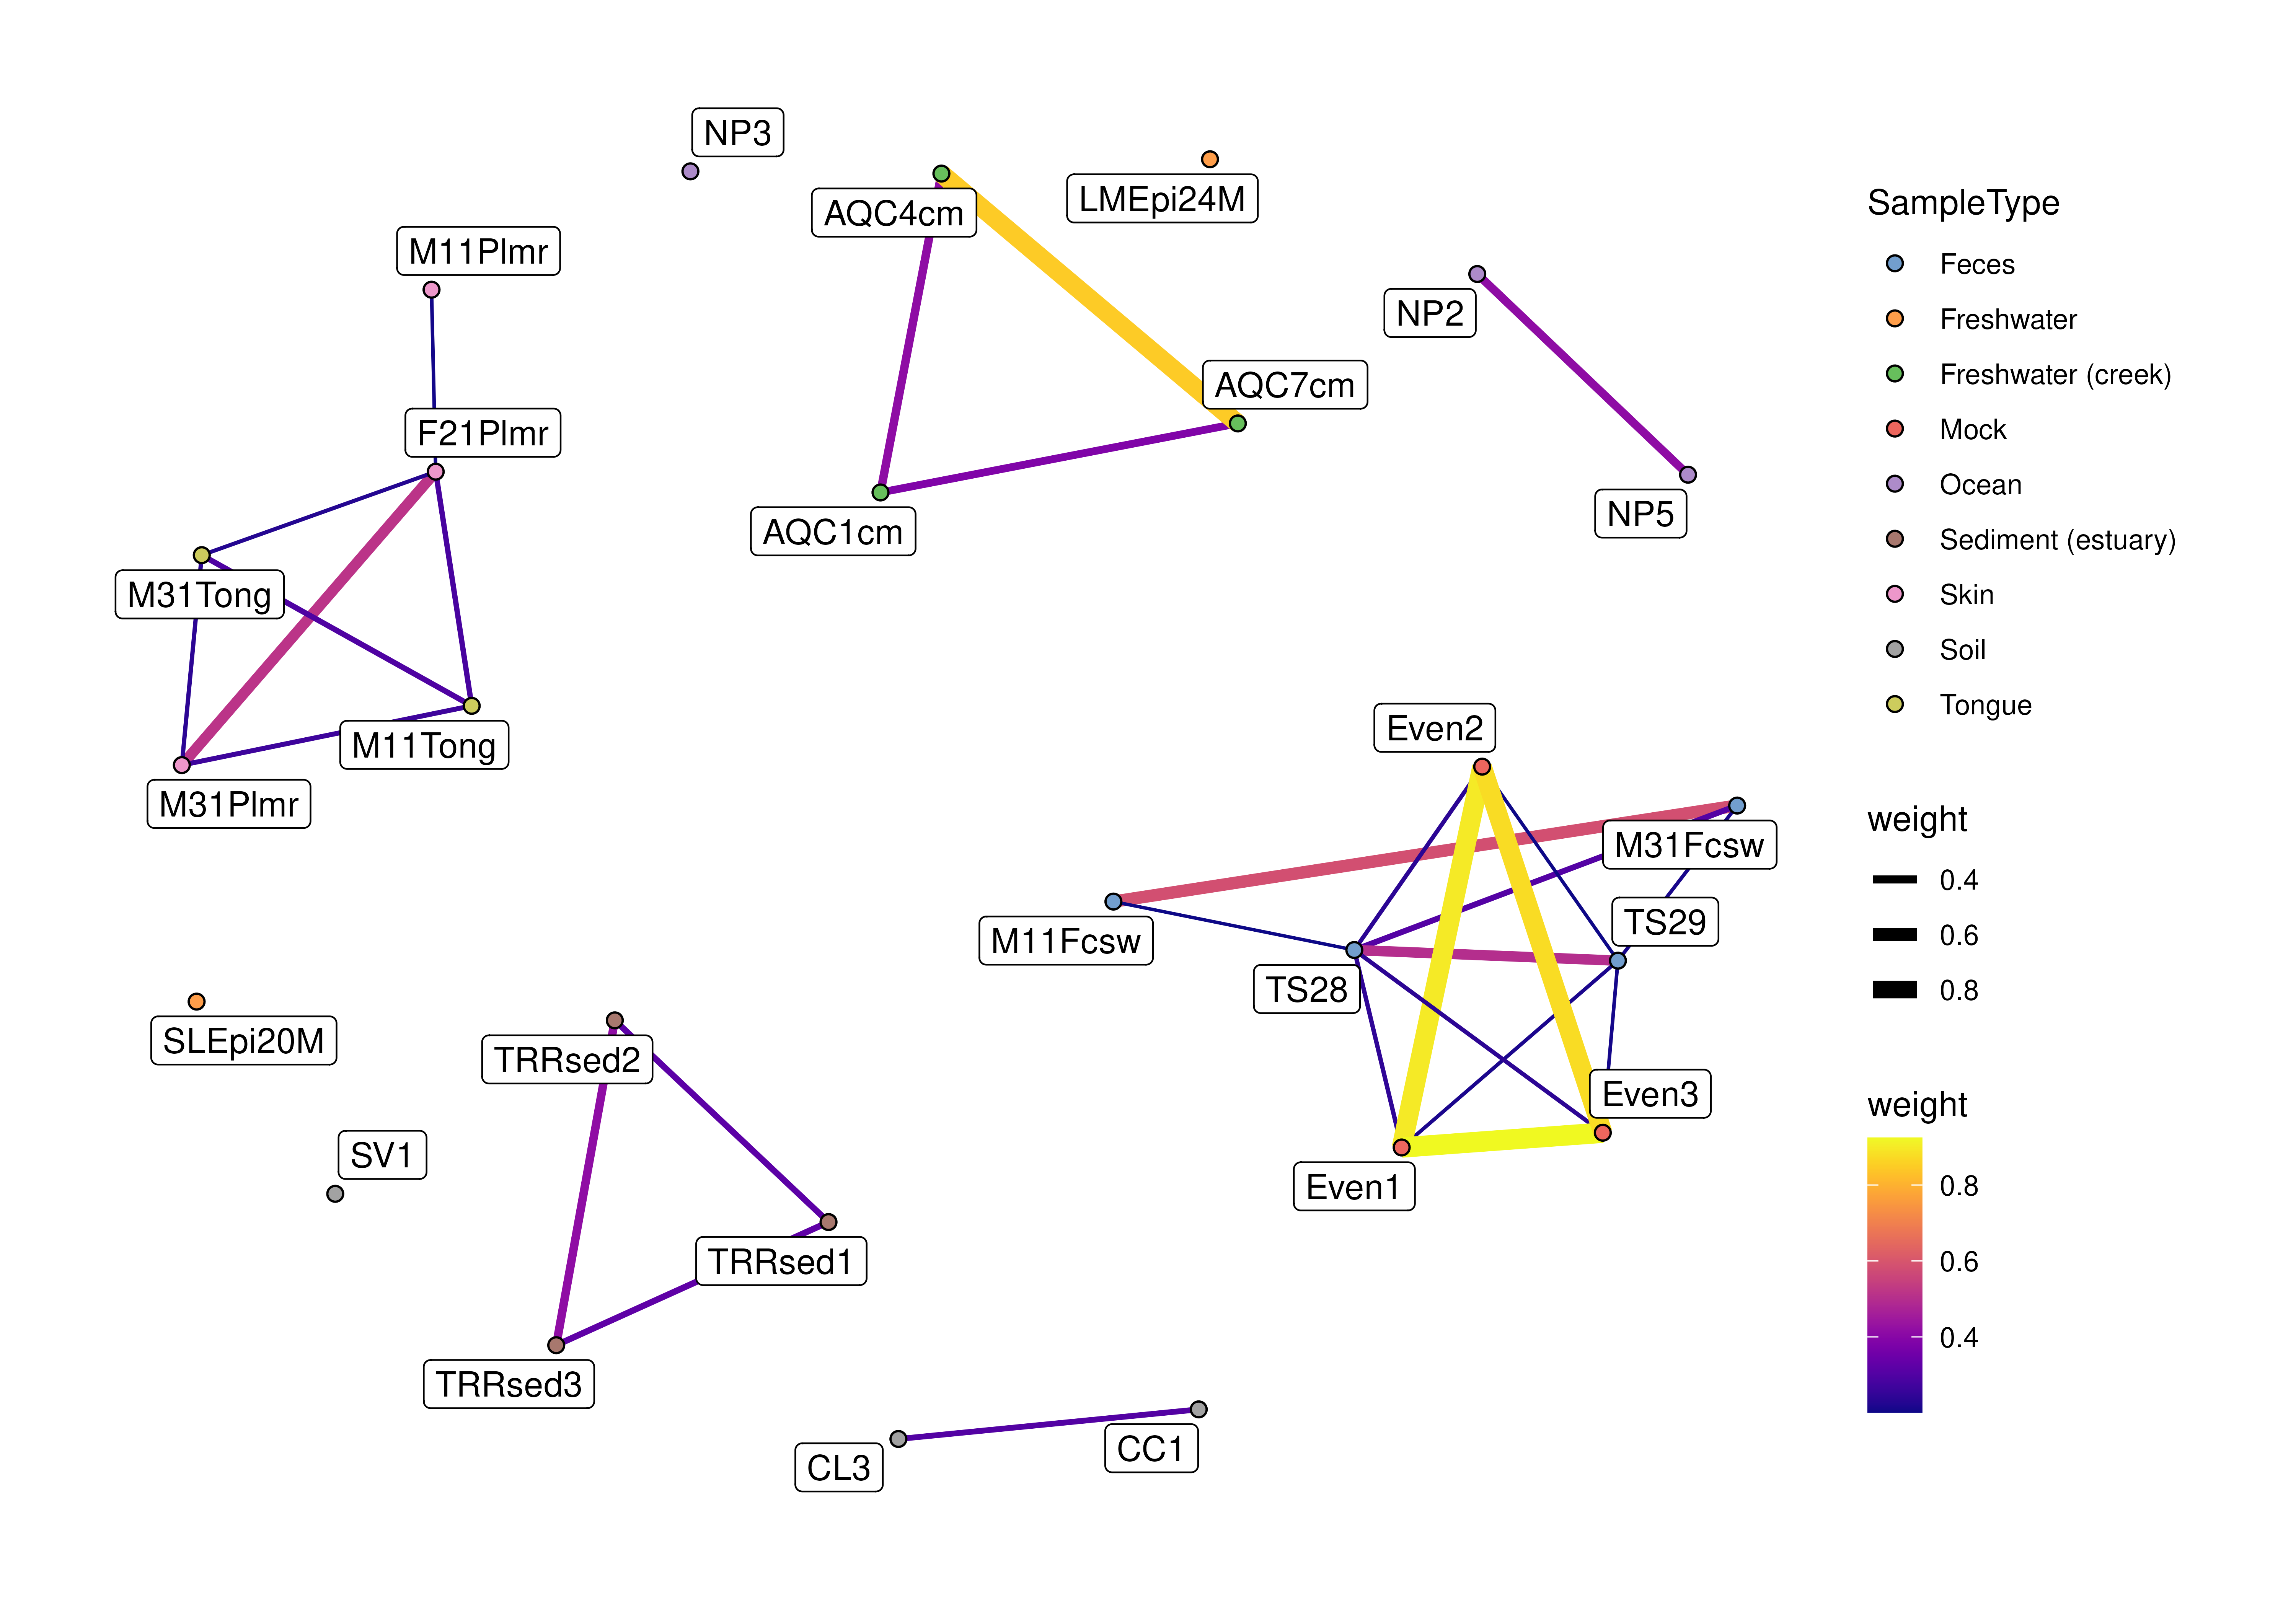 NP3
AQC4cm
LMEpi24M
M11Plmr
NP2
AQC7cm
F21Plmr
NP5
AQC1cm
M31Tong
M11Tong
M31Plmr
Even2
M31Fcsw
TS29
M11Fcsw
TS28
SLEpi20M
TRRsed2
Even3
SV1
Even1
TRRsed1
TRRsed3
CC1
CL3
SampleType
Feces
Freshwater
Freshwater (creek)
Mock
Ocean
Sediment (estuary)
Skin
Soil
Tongue
weight
0.4
0.6
0.8
weight
0.8
0.6
0.4